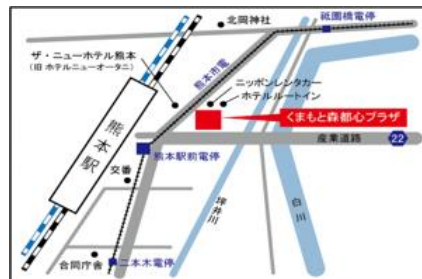 北岡神社
祇園橋電停
ザ・ニューホテル熊本
(旧 ホテルニューオータニ)
熊本市電
ニッポンレンタカー
ホテルルートイン
くまもと森都心プラザ
熊本駅
産業道路
22
熊本駅前電停
交番
坪井川
白川
合同庁舎
二本木電停